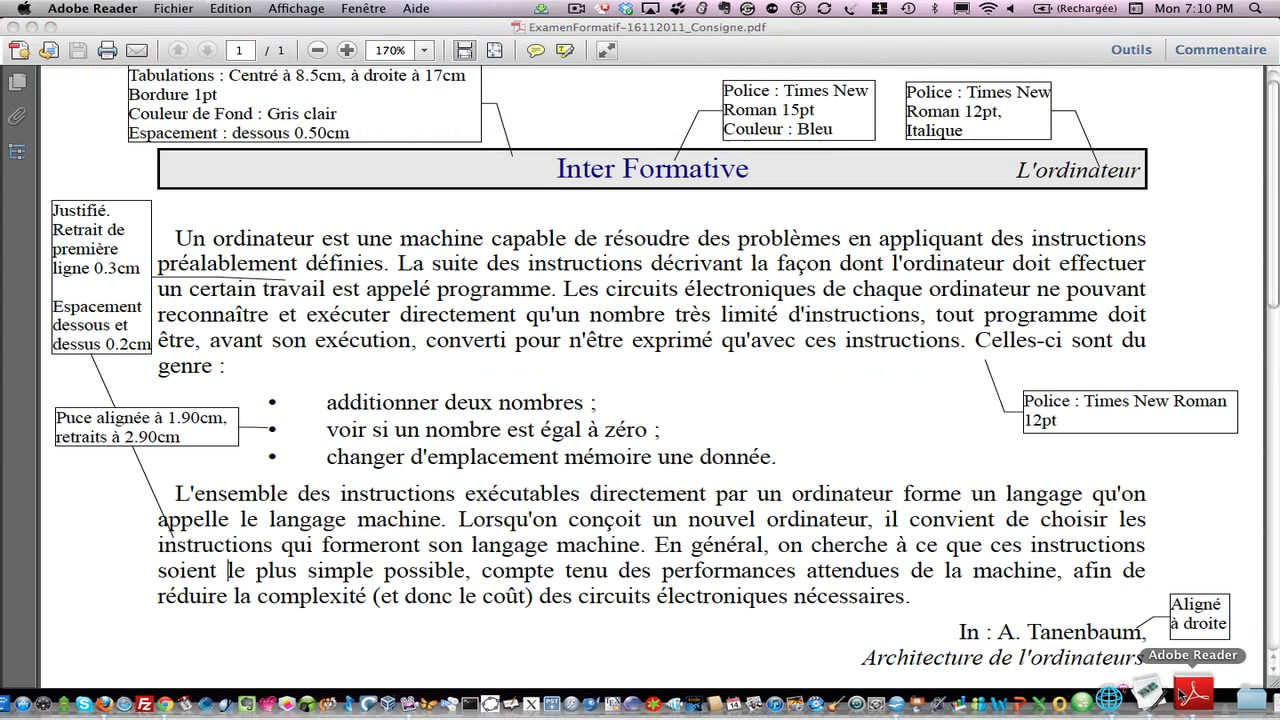 Adobe Reader Fichier Edition Affichage Fenêtre Aide
(Rechargée) Mon 7:10 PM
ExamenFormatif-16112011_Consigne.pdf
1 / 1 170% Outils Commentaire
Tabulations : Centré à 8.5cm, à droite à 17cm
Bordure 1pt
Couleur de Fond : Gris clair
Espacement : dessous 0.50cm
Police : Times New
Roman 15pt
Couleur : Bleu
Police : Times New
Roman 12pt,
Italique
Inter Formative L'ordinateur
Justifié.
Retrait de
première
ligne 0.3cm
Espacement
dessous et
dessus 0.2cm
Un ordinateur est une machine capable de résoudre des problèmes en appliquant des instructions
préalablement définies. La suite des instructions décrivant la façon dont l'ordinateur doit effectuer
un certain travail est appelé programme. Les circuits électroniques de chaque ordinateur ne pouvant
reconnaître et exécuter directement qu'un nombre très limité d'instructions, tout programme doit
être, avant son exécution, converti pour n'être exprimé qu'avec ces instructions. Celles-ci sont du
genre :
Puce alignée à 1.90cm,
retraits à 2.90cm
• additionner deux nombres ;
• voir si un nombre est égal à zéro ;
• changer d'emplacement mémoire une donnée.
Police : Times New Roman
12pt
L'ensemble des instructions exécutables directement par un ordinateur forme un langage qu'on
appelle le langage machine. Lorsqu'on conçoit un nouvel ordinateur, il convient de choisir les
instructions qui formeront son langage machine. En général, on cherche à ce que ces instructions
soient le plus simple possible, compte tenu des performances attendues de la machine, afin de
réduire la complexité (et donc le coût) des circuits électroniques nécessaires.
Aligné
à droite
In : A. Tanenbaum,
Architecture de l'ordinateurs
Adobe Reader